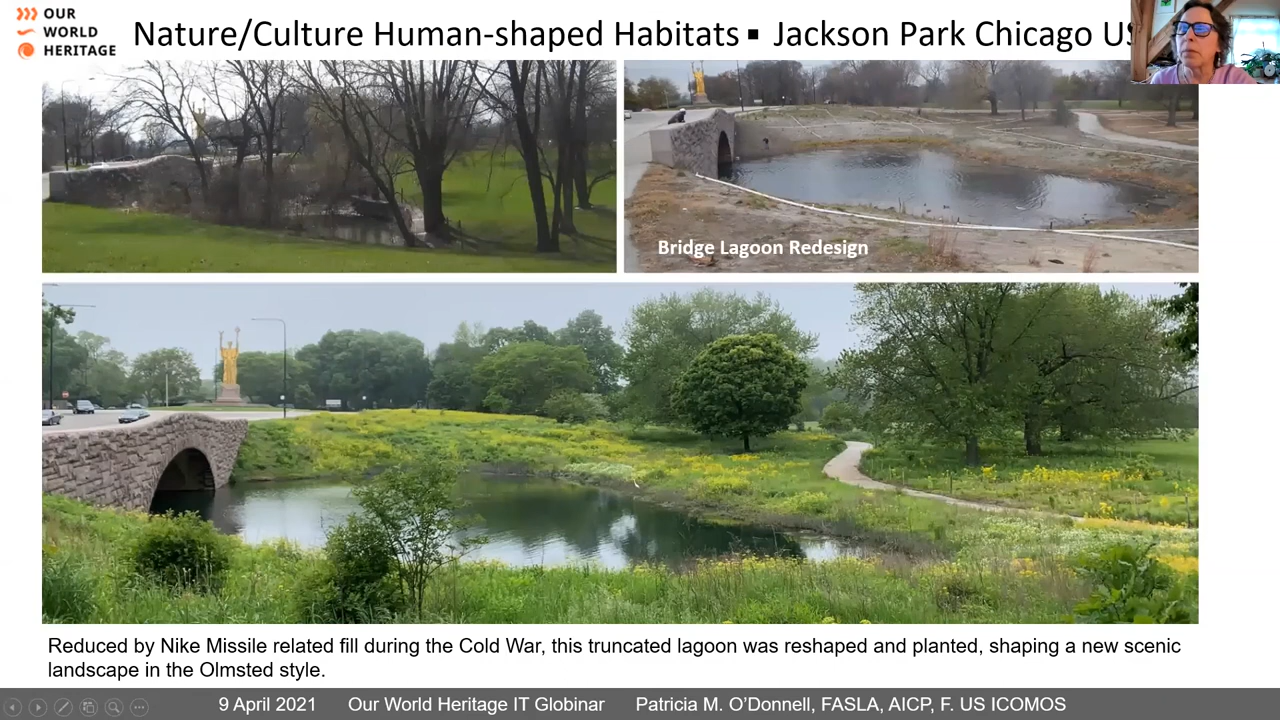 OUR
WORLD
HERITAGE
Nature/Culture Human-shaped Habitats ▪ Jackson Park Chicago US
Bridge Lagoon Redesign
Reduced by Nike Missile related fill during the Cold War, this truncated lagoon was reshaped and planted, shaping a new scenic
landscape in the Olmsted style.
9 April 2021 Our World Heritage IT Globinar Patricia M. O’Donnell, FASLA, AICP, F. US ICOMOS